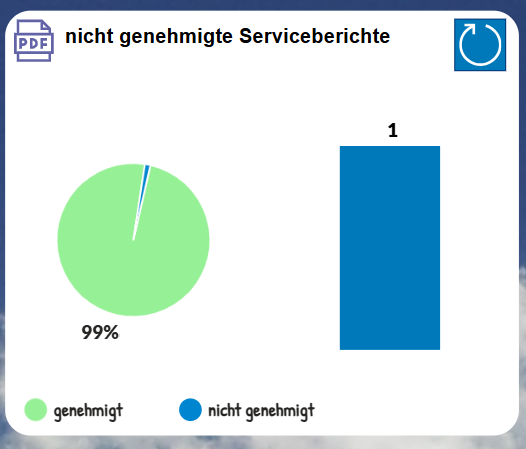 PDF
nicht genehmigte Serviceberichte
1
99%
genehmigt
nicht genehmigt